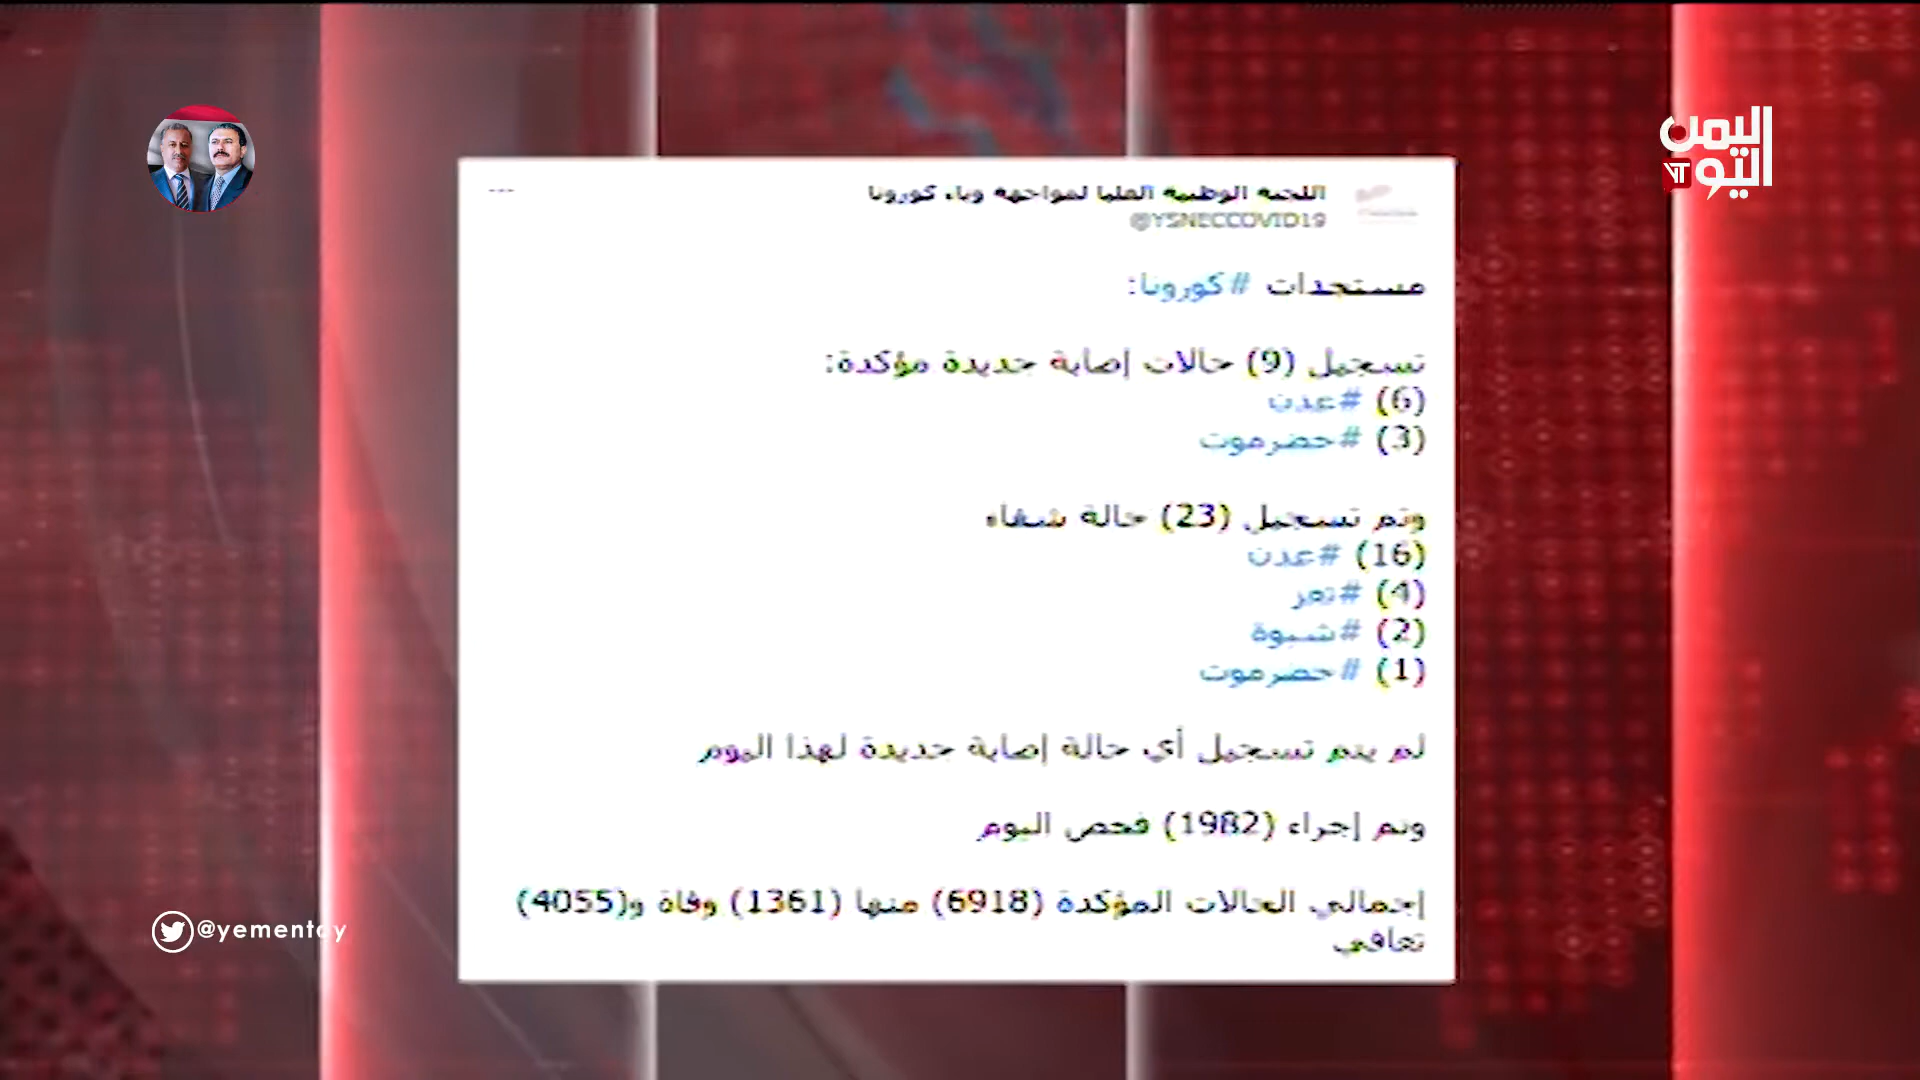 اليمن
اليوم
YT
اللجنة الوطنية العليا لمواجهة وباء كورونا
@YSNECCOVID19
مستجدات #كورونا:
تسجيل (9) حالات إصابة جديدة مؤكدة:
(6) #عدن
(3) #حضرموت
وتم تسجيل (23) حالة شفاء
(16) #عدن
(4) #تعز
(2) #شبوة
(1) #حضرموت
لم يتم تسجيل أي حالة إصابة جديدة لهذا اليوم
وتم إجراء (1982) فحص اليوم
إجمالي الحالات المؤكدة (6918) منها (1361) وفاة و(4055)
تعافي
@yementdy